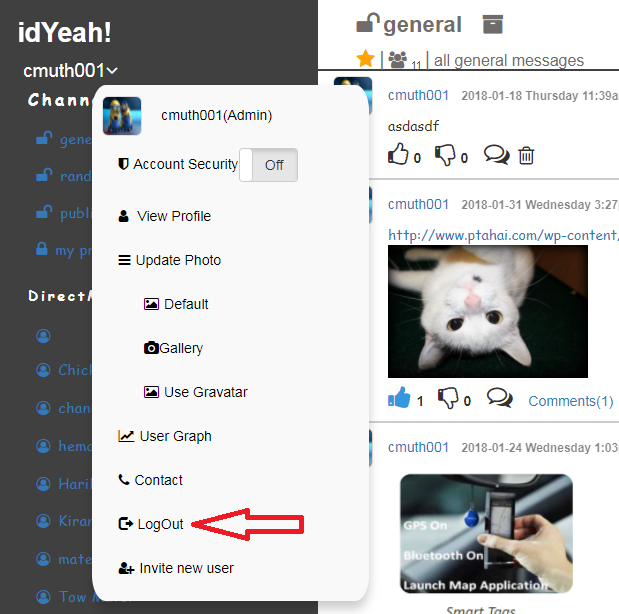 idYeah!
cmuth001
Chann
gene
rand
publi
my pr
DirectM
Chick
chan
hema
Haril
Kiran
mate
Tow M
cmuth001(Admin)
Account Security Off
View Profile
Update Photo
Default
Gallery
Use Gravatar
User Graph
Contact
LogOut
Invite new user
general
| 11 | all general messages
cmuth001 2018-01-18 Thursday 11:39a
asdasdf
0 0
cmuth001 2018-01-31 Wednesday 3:27
http://www.ptahai.com/wp-content/
1 0 Comments(1)
cmuth001 2018-01-24 Wednesday 1:03
GPS On
Bluetooth On
Launch Map Application
Smart Tags